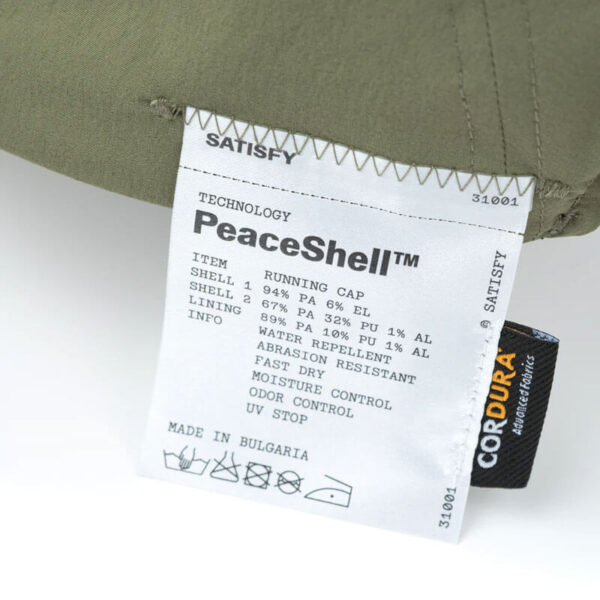 SATISFY
31001
TECHNOLOGY
PeaceShell™
ITEM RUNNING CAP
SHELL 1 94% PA 6% EL
SHELL 2 67% PA 32% PU 1% AL
LINING 89% PA 10% PU 1% AL
INFO WATER REPELLENT
ABRASION RESISTANT
FAST DRY
MOISTURE CONTROL
ODOR CONTROL
UV STOP
MADE IN BULGARIA
© SATISFY
31001
CORDURA®
Advanced Fabrics